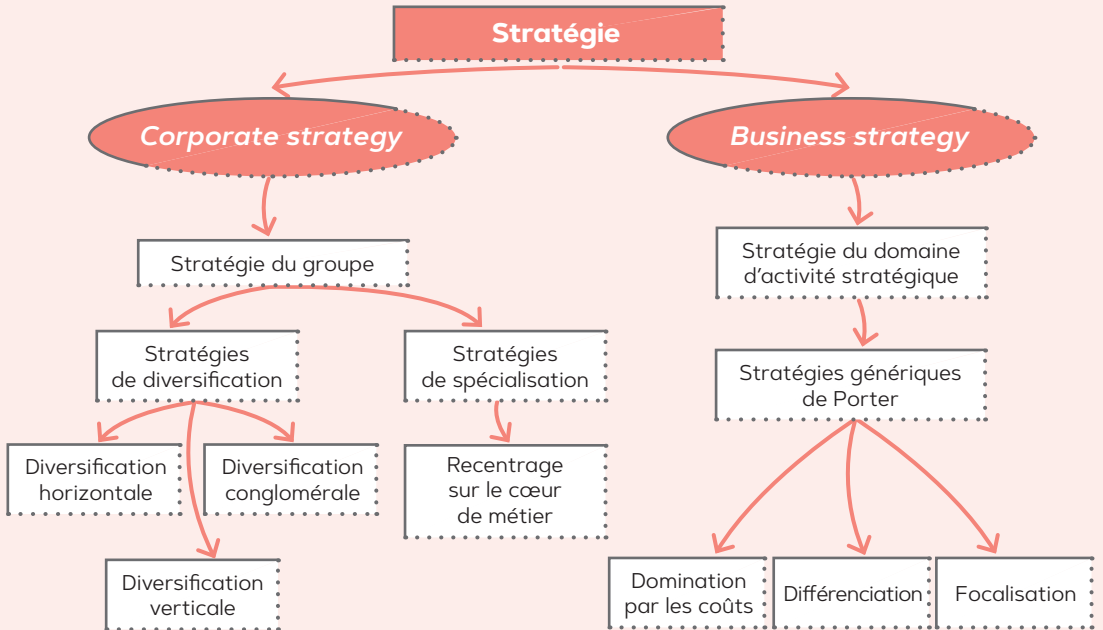 Stratégie
Corporate strategy
Business strategy
Stratégie du groupe
Stratégie du domaine
d'activité stratégique
Stratégies
de diversification
Stratégies
de spécialisation
Stratégies génériques
de Porter
Diversification
horizontale
Diversification
conglomérale
Recentrage
sur le cœur
de métier
Diversification
verticale
Domination
par les coûts
Différenciation
Focalisation